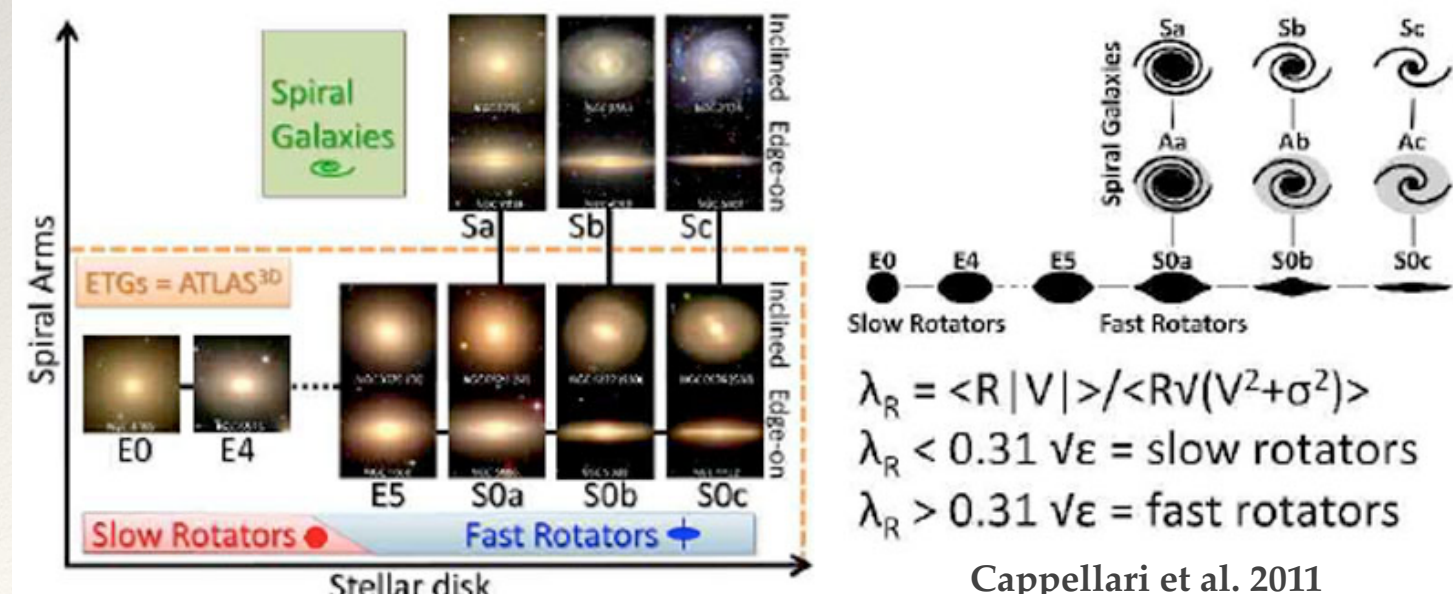 Spiral Arms
Spiral
Galaxies
Inclined
Edge-on
Sa
Sb
Sc
ETGs = ATLAS3D
E0
E4
Inclined
Edge-on
E5
S0a
S0b
S0c
Slow Rotators
Fast Rotators
Stellar disk
Spiral Galaxies
Sa
Sb
Sc
Aa
Ab
Ac
E0
E4
E5
S0a
S0b
S0c
Slow Rotators
Fast Rotators
λR = <R|V|>/<R√(V²+σ²)>
λR < 0.31 √ε = slow rotators
λR > 0.31 √ε = fast rotators
Cappellari et al. 2011